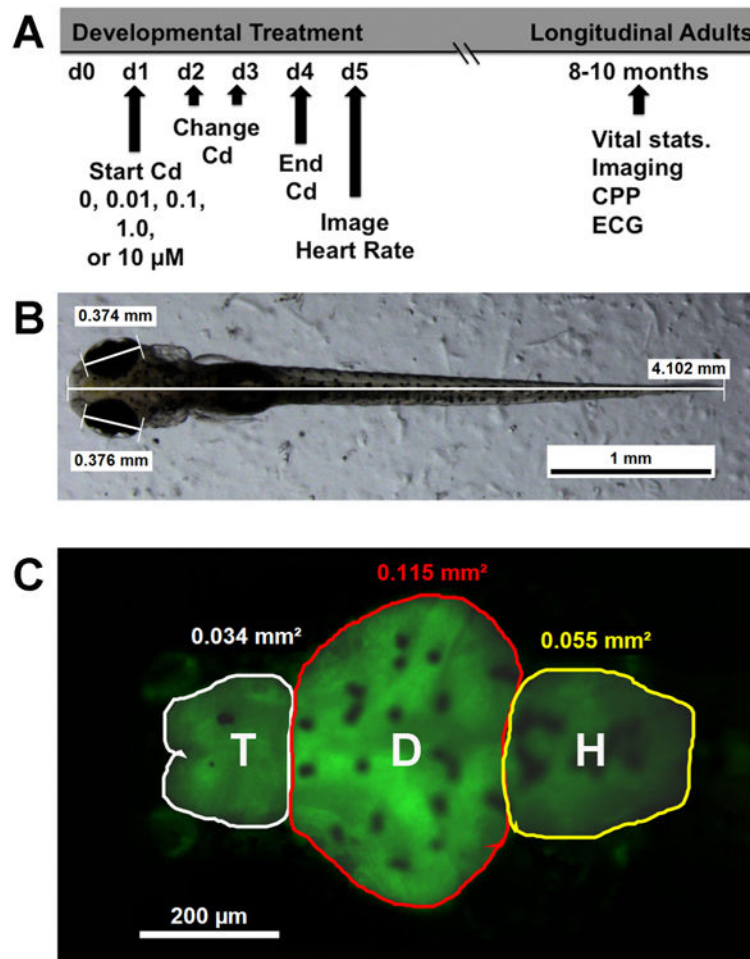 A
Developmental Treatment
Longitudinal Adults
d0 d1 d2 d3 d4 d5
8-10 months
Start Cd
0, 0.01, 0.1,
1.0,
or 10 µM
Change
Cd
End
Cd
Image
Heart Rate
Vital stats.
Imaging
CPP
ECG
B
0.374 mm
4.102 mm
0.376 mm
1 mm
C
0.115 mm²
0.034 mm²
0.055 mm²
T D H
200 µm